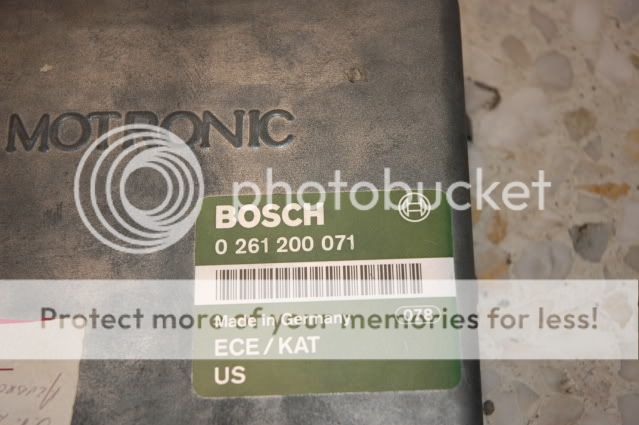 MOTRONIC
photobucket
BOSCH
0 261 200 071
Protect more of your memories for less!
Made in Germany 078
ECE/KAT
US